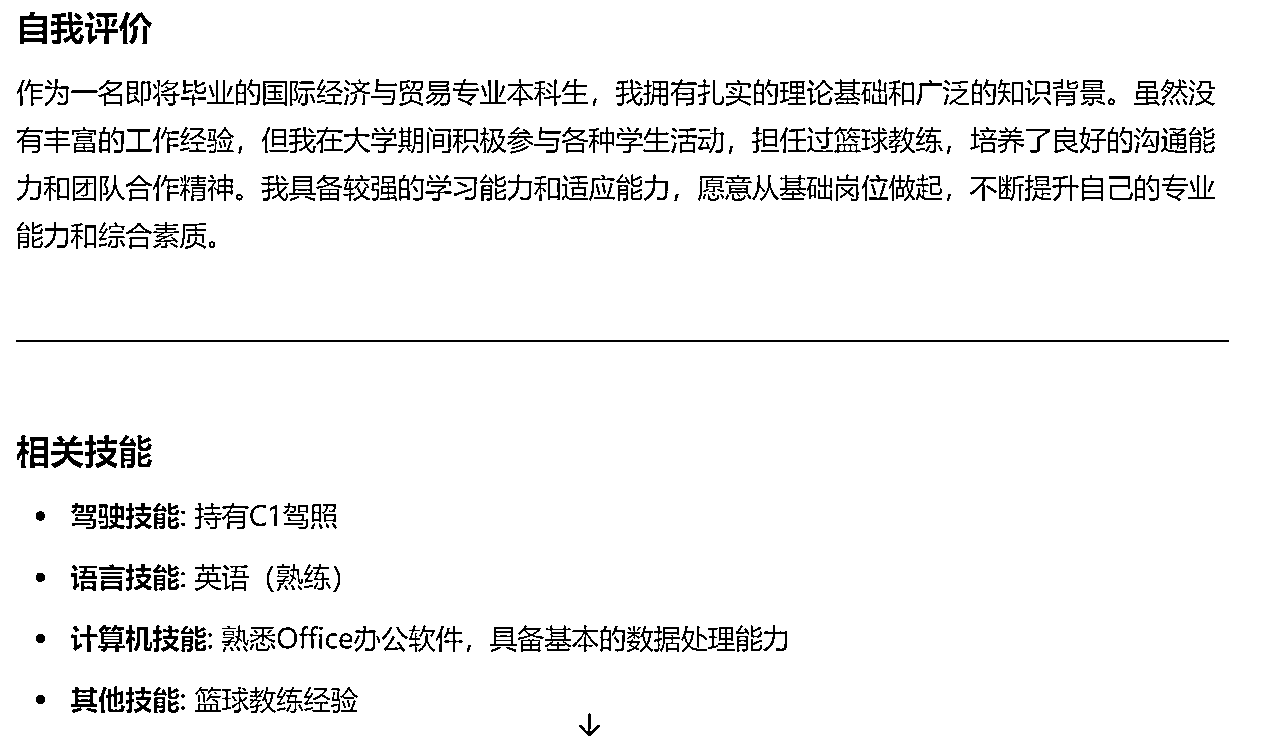 自我评价
作为一名即将毕业的国际经济与贸易专业本科生，我拥有扎实的理论基础和广泛的知识背景。虽然没
有丰富的工作经验，但我在大学期间积极参与各种学生活动，担任过篮球教练，培养了良好的沟通能
力和团队合作精神。我具备较强的学习能力和适应能力，愿意从基础岗位做起，不断提升自己的专业
能力和综合素质。
相关技能
• 驾驶技能: 持有C1驾照
• 语言技能: 英语（熟练）
• 计算机技能: 熟悉Office办公软件，具备基本的数据处理能力
• 其他技能: 篮球教练经验